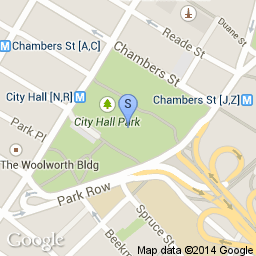 Duane St
Reade St
Chambers St [A,C]
Chambers St
City Hall [N,R]
S
Chambers St [J,Z]
City Hall Park
Park Pl
The Woolworth Bldg
Park Row
Spruce St
Beekm
Google
Map data ©2014 Google